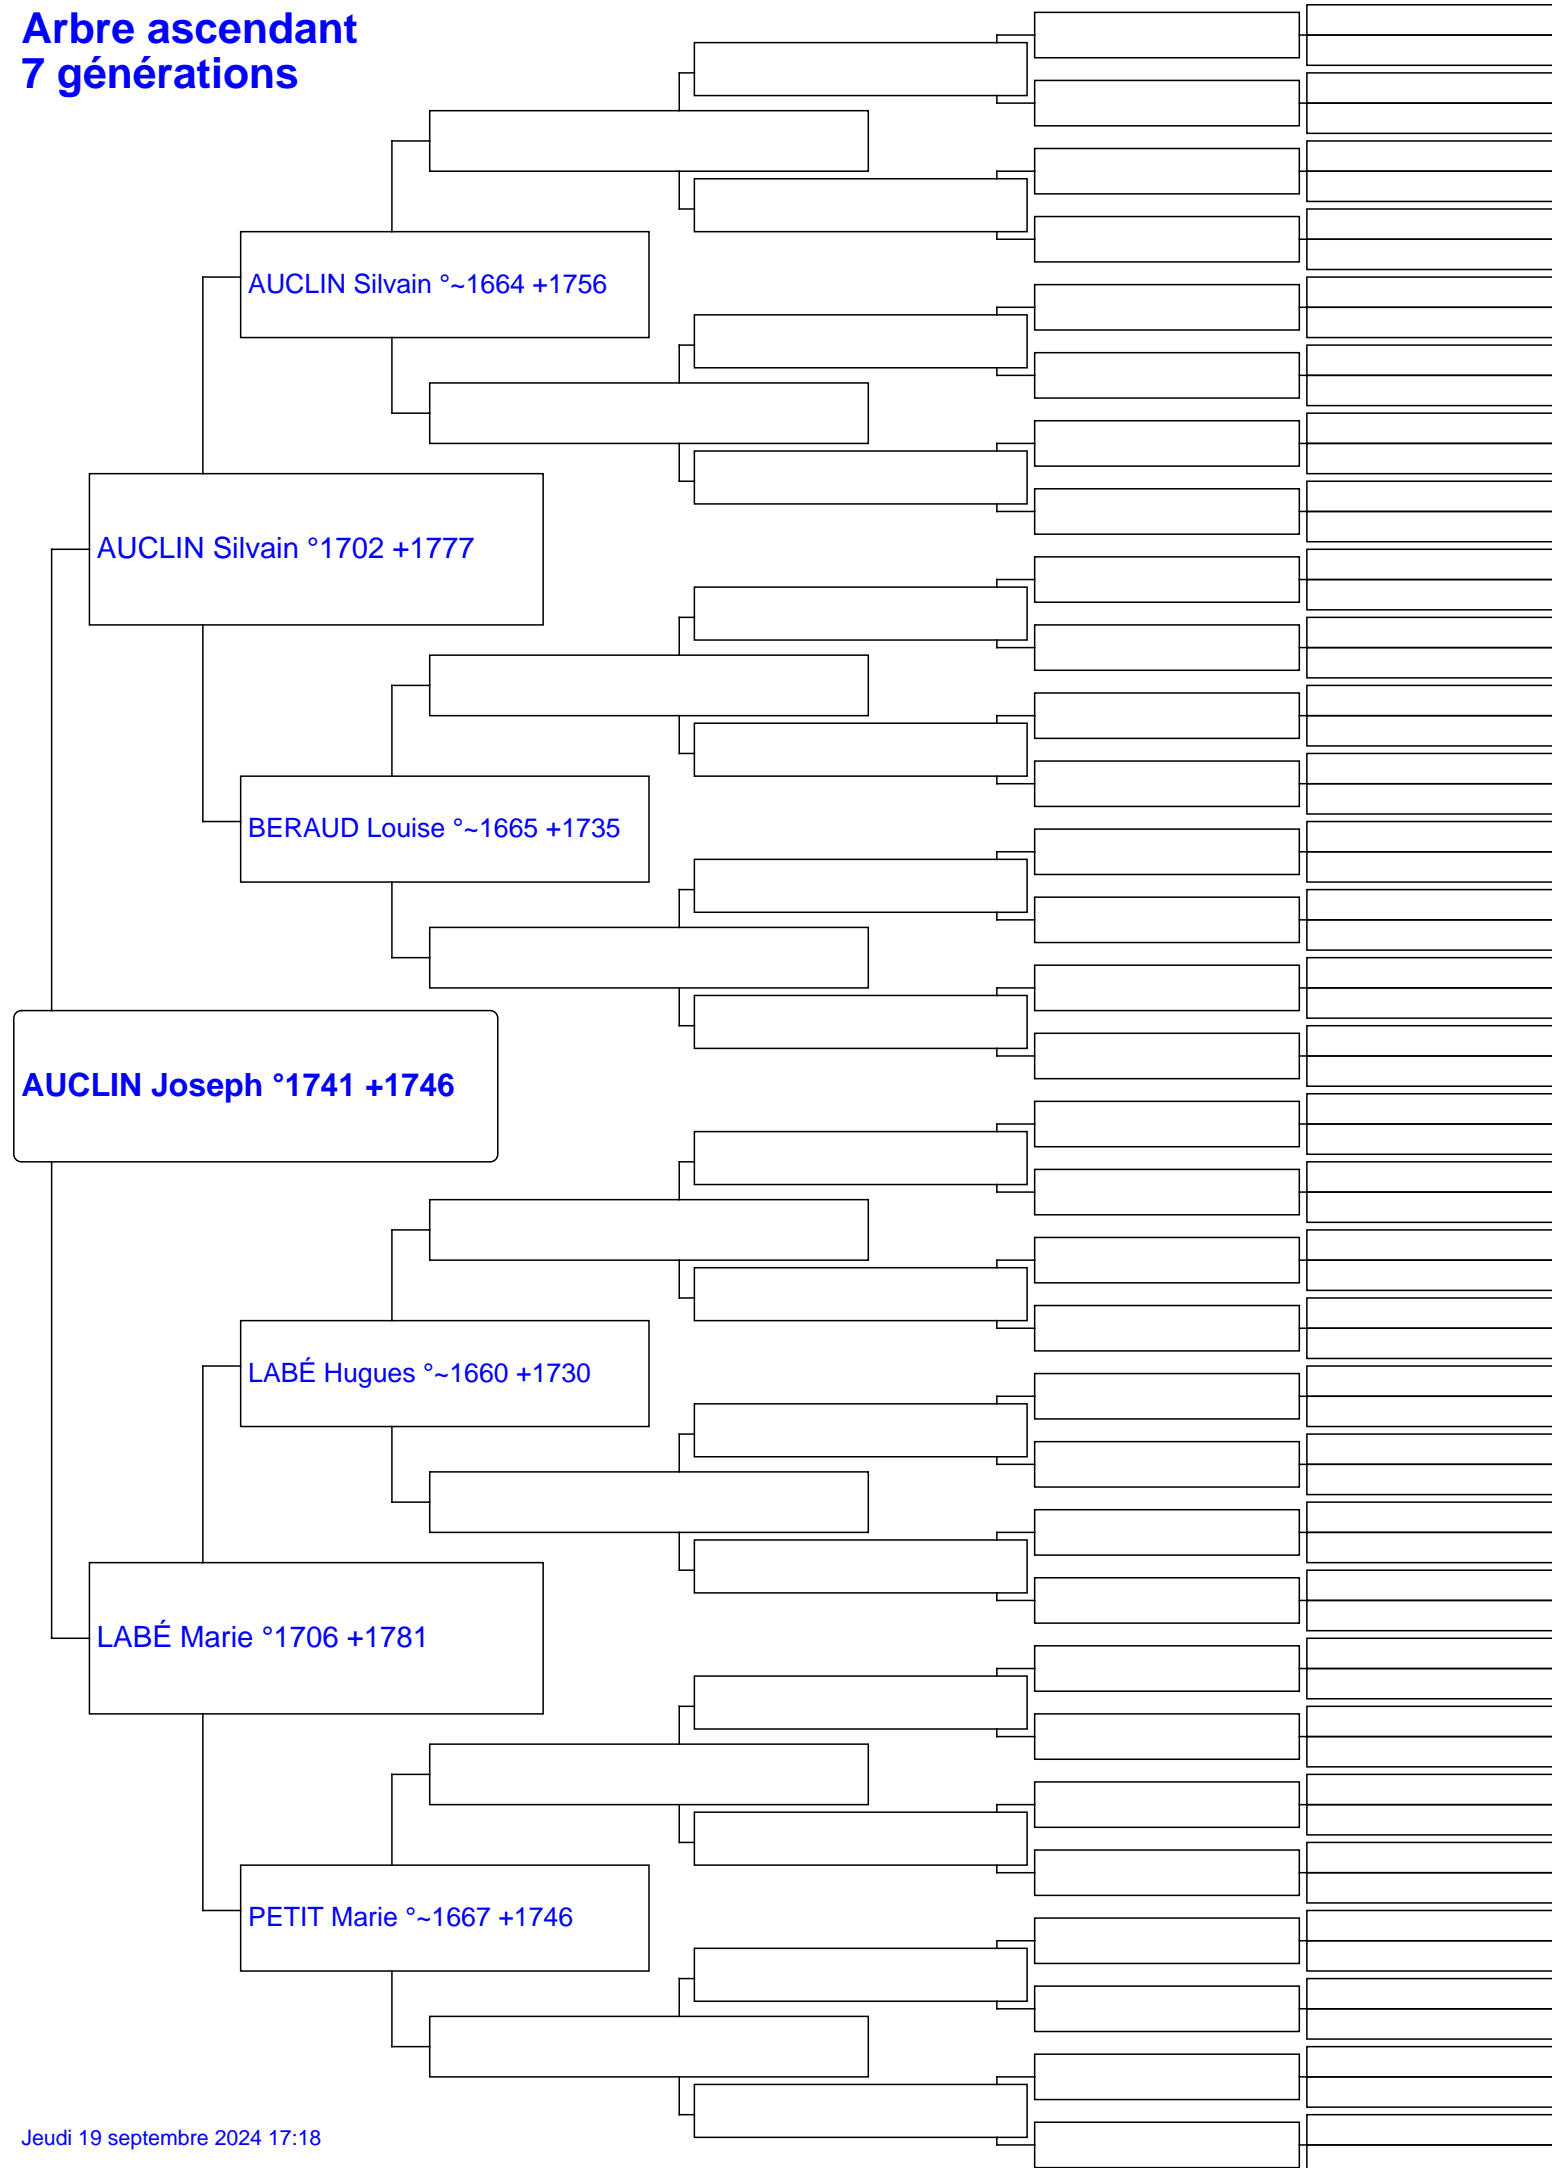 Arbre ascendant
7 générations
AUCLIN Silvain °~1664 +1756
AUCLIN Silvain °1702 +1777
BERAUD Louise °~1665 +1735
AUCLIN Joseph °1741 +1746
LABÉ Hugues °~1660 +1730
LABÉ Marie °1706 +1781
PETIT Marie °~1667 +1746
Jeudi 19 septembre 2024 17:18